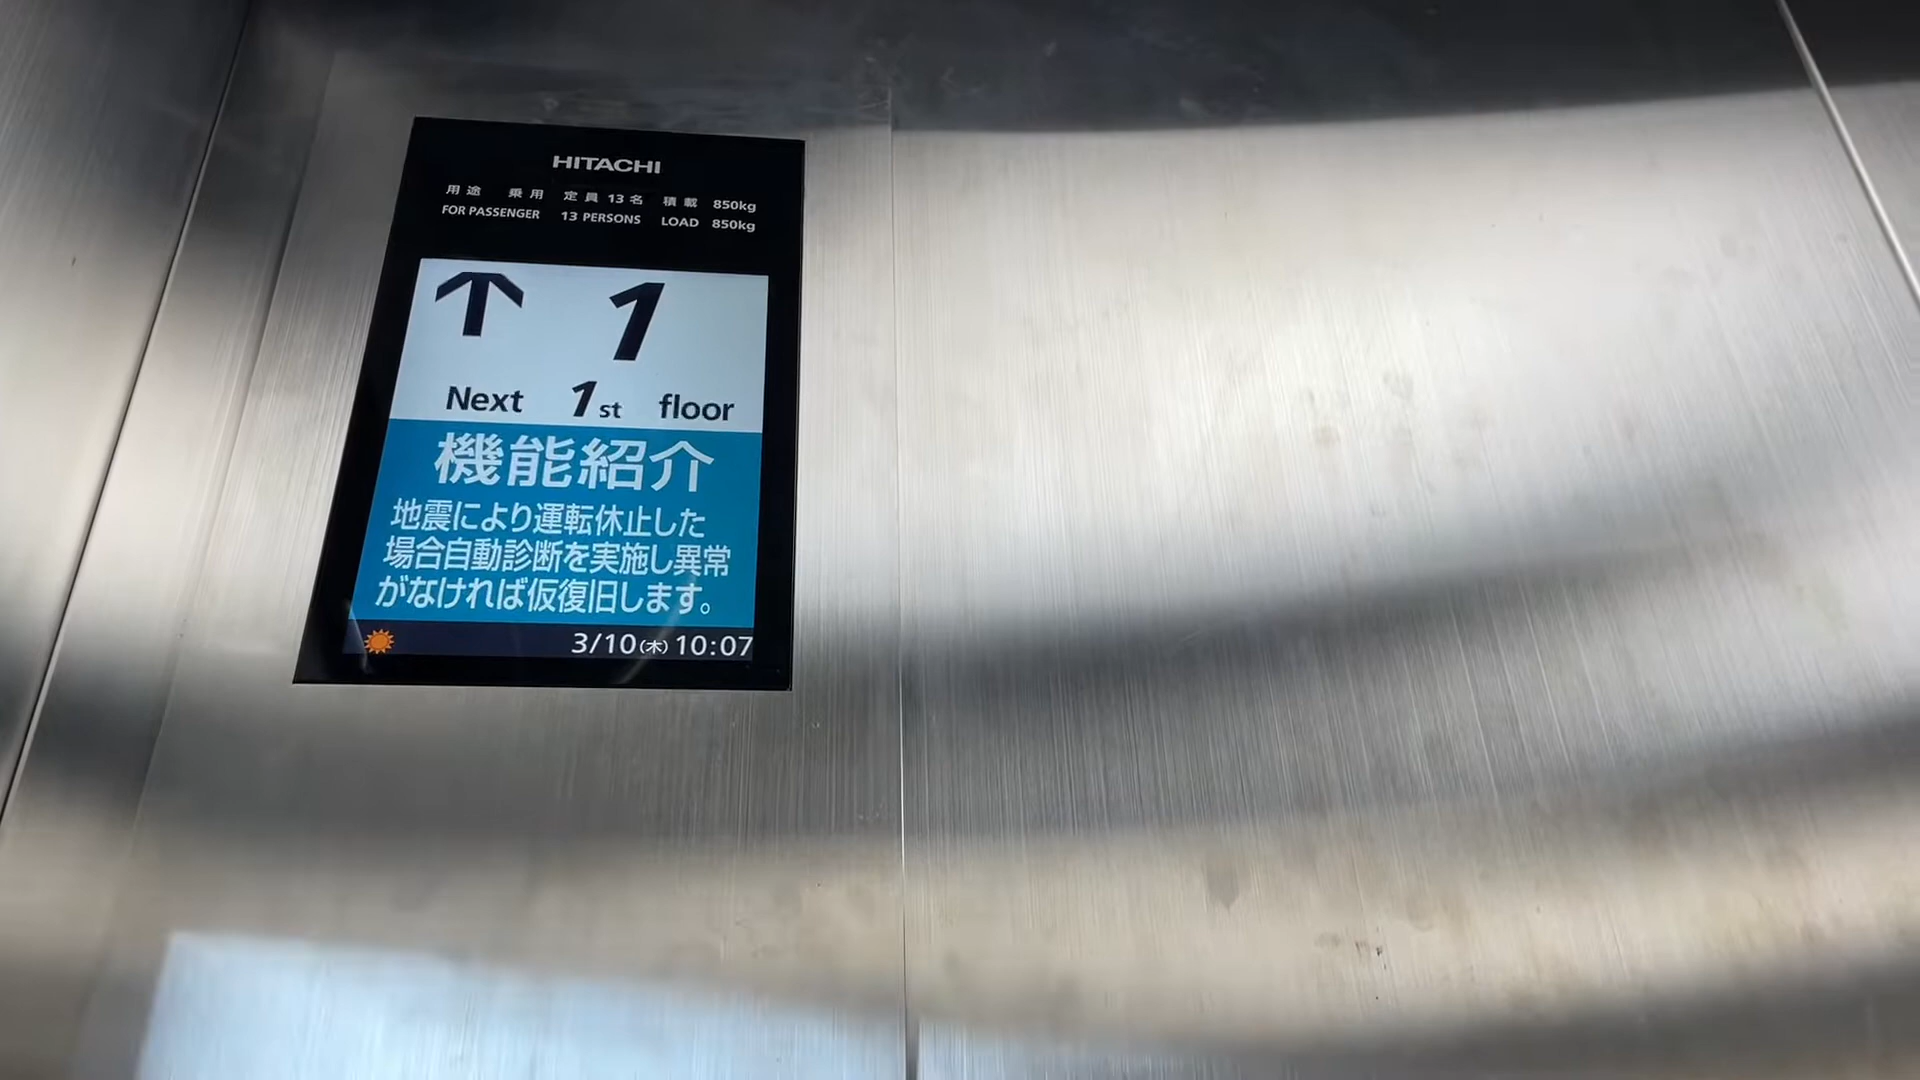 HITACHI
用途 乗用 定員 13名 積載 850kg
FOR PASSENGER 13 PERSONS LOAD 850kg
↑ 1
Next 1st floor
機能紹介
地震により運転休止した
場合自動診断を実施し異常
がなければ仮復旧します。
3/10(木) 10:07